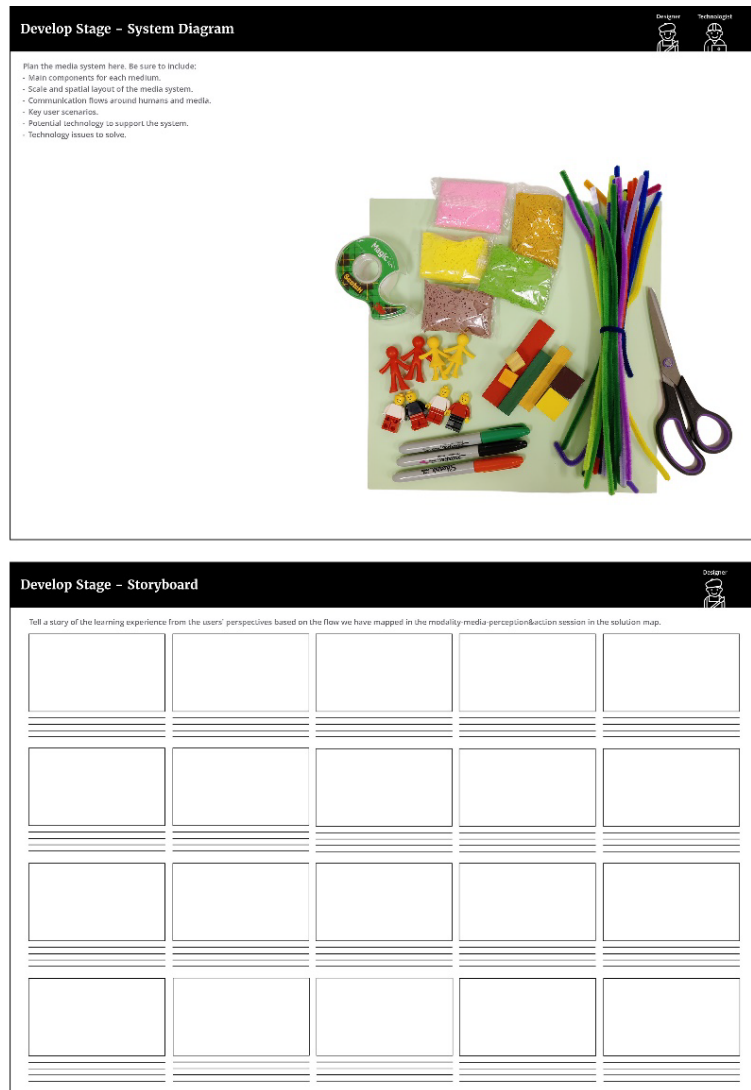 Develop Stage – System Diagram
Designer
Technologist
Plan the media system here. Be sure to include:
- Main components for each medium.
- Scale and spatial layout of the media system.
- Communication flows around humans and media.
- Key user scenarios.
- Potential technology to support the system.
- Technology issues to solve.
Magic
Scotch
Sharpie
Develop Stage – Storyboard
Designer
Tell a story of the learning experience from the users' perspectives based on the flow we have mapped in the modality-media-perception&action session in the solution map.